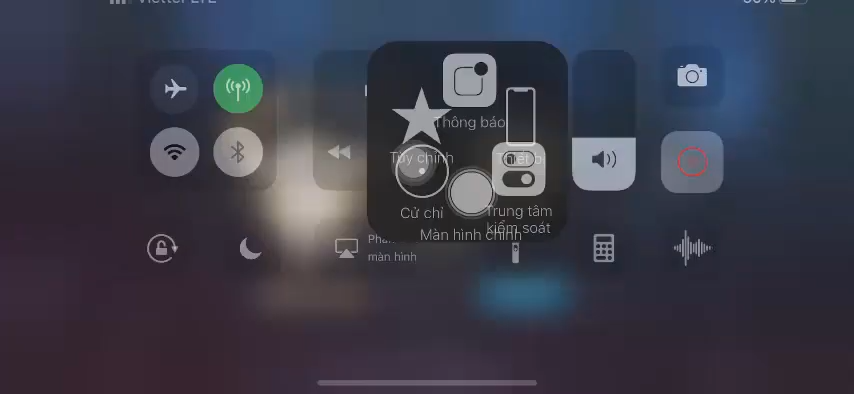 Viettel LTE
Thông báo
Tùy chỉnh
Thiết bị
Cử chỉ
Trung tâm
kiểm soát
Màn hình chính
màn hình